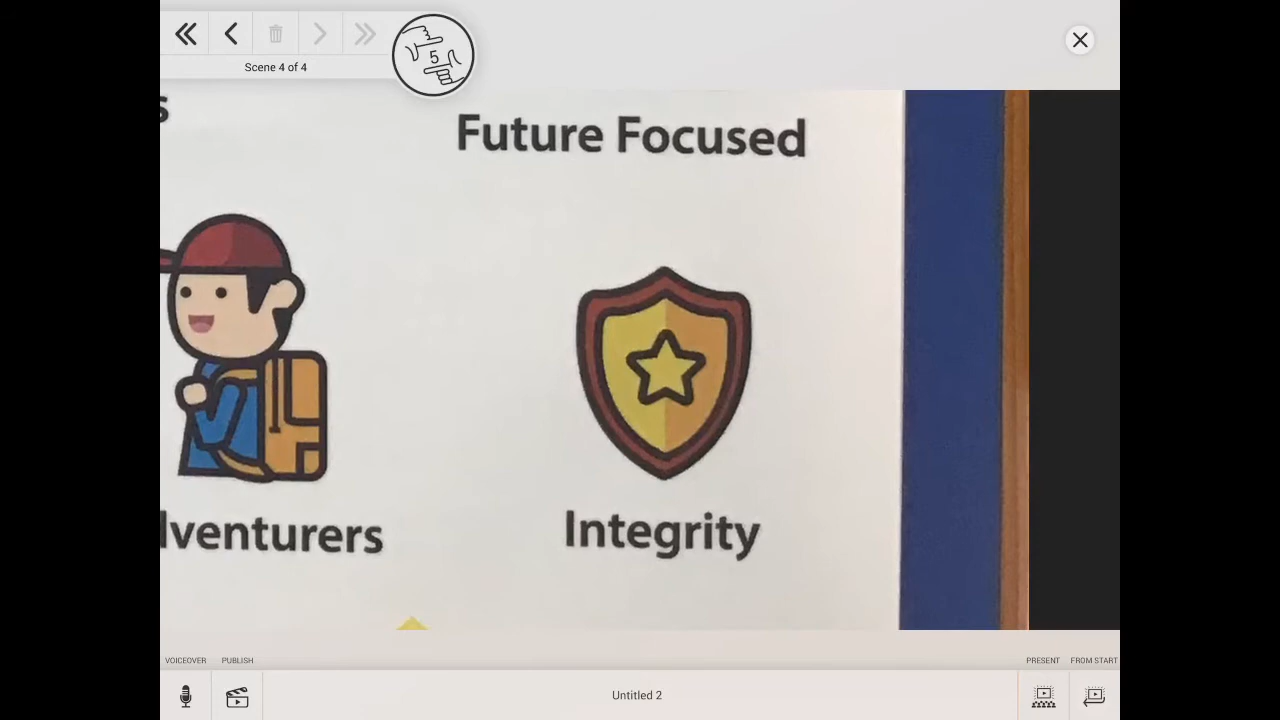 Scene 4 of 4
5
s
Future Focused
lventurers
Integrity
VOICEOVER
PUBLISH
Untitled 2
PRESENT
FROM START